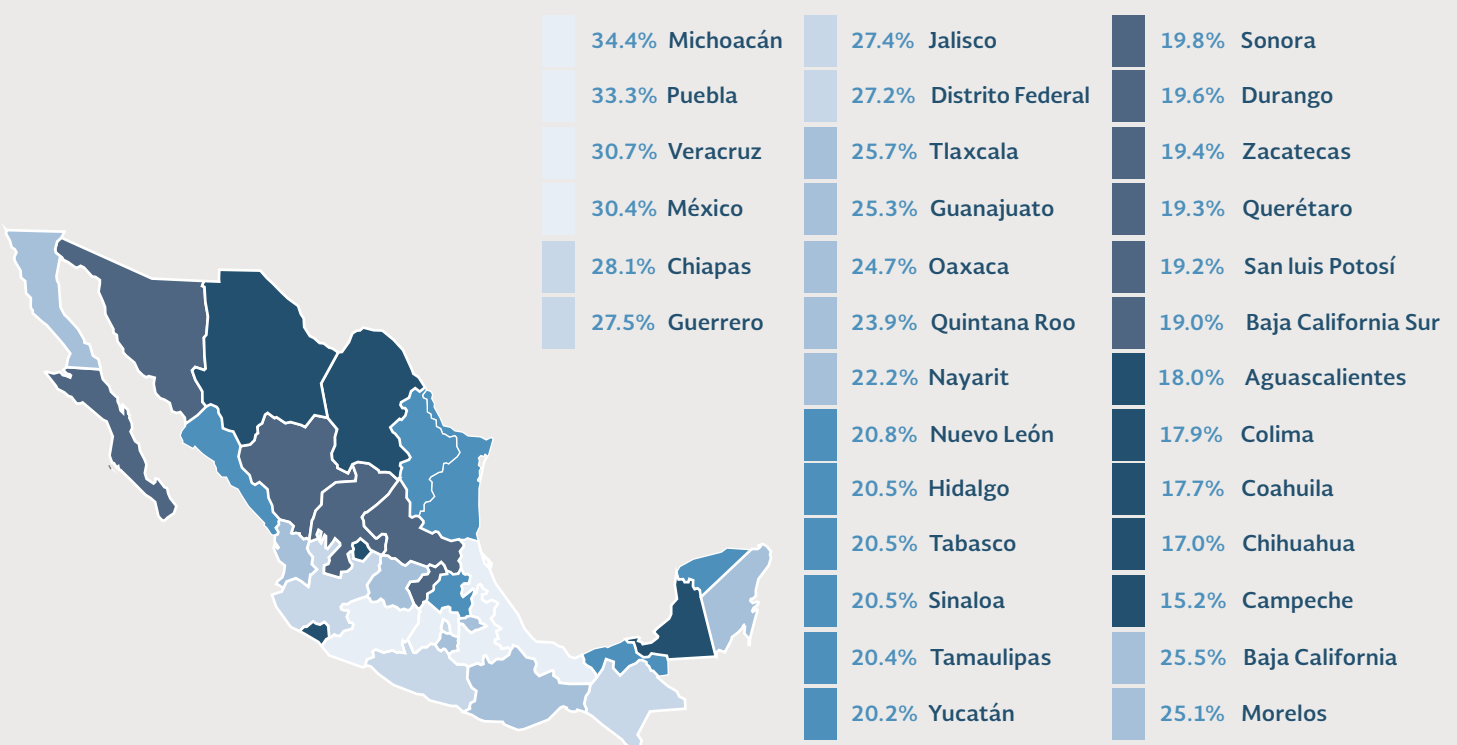 34.4% Michoacán
33.3% Puebla
30.7% Veracruz
30.4% México
28.1% Chiapas
27.5% Guerrero
27.4% Jalisco
27.2% Distrito Federal
25.7% Tlaxcala
25.3% Guanajuato
24.7% Oaxaca
23.9% Quintana Roo
22.2% Nayarit
20.8% Nuevo León
20.5% Hidalgo
20.5% Tabasco
20.5% Sinaloa
20.4% Tamaulipas
20.2% Yucatán
19.8% Sonora
19.6% Durango
19.4% Zacatecas
19.3% Querétaro
19.2% San luis Potosí
19.0% Baja California Sur
18.0% Aguascalientes
17.9% Colima
17.7% Coahuila
17.0% Chihuahua
15.2% Campeche
25.5% Baja California
25.1% Morelos